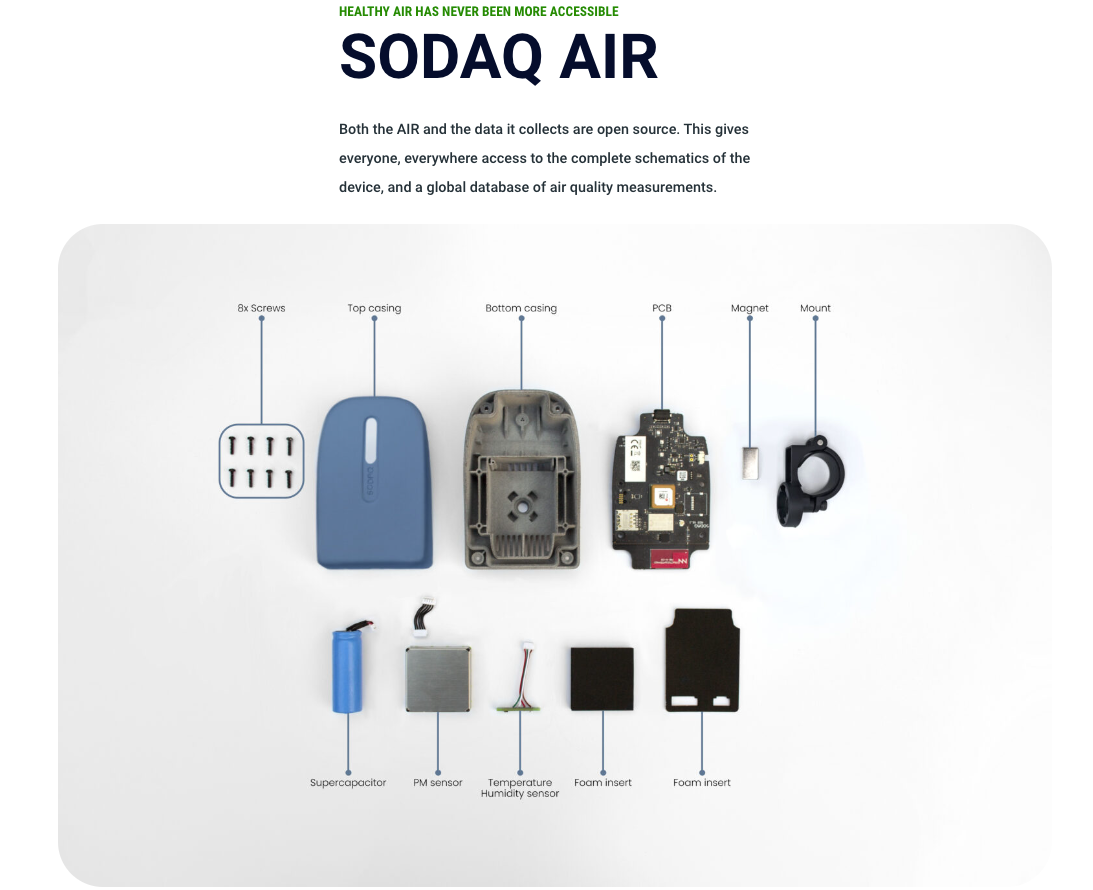 HEALTHY AIR HAS NEVER BEEN MORE ACCESSIBLE
SODAQ AIR
Both the AIR and the data it collects are open source. This gives
everyone, everywhere access to the complete schematics of the
device, and a global database of air quality measurements.
8x Screws
Top casing
Bottom casing
PCB
Magnet
Mount
Supercapacitor
PM sensor
Temperature
Humidity sensor
Foam insert
Foam insert